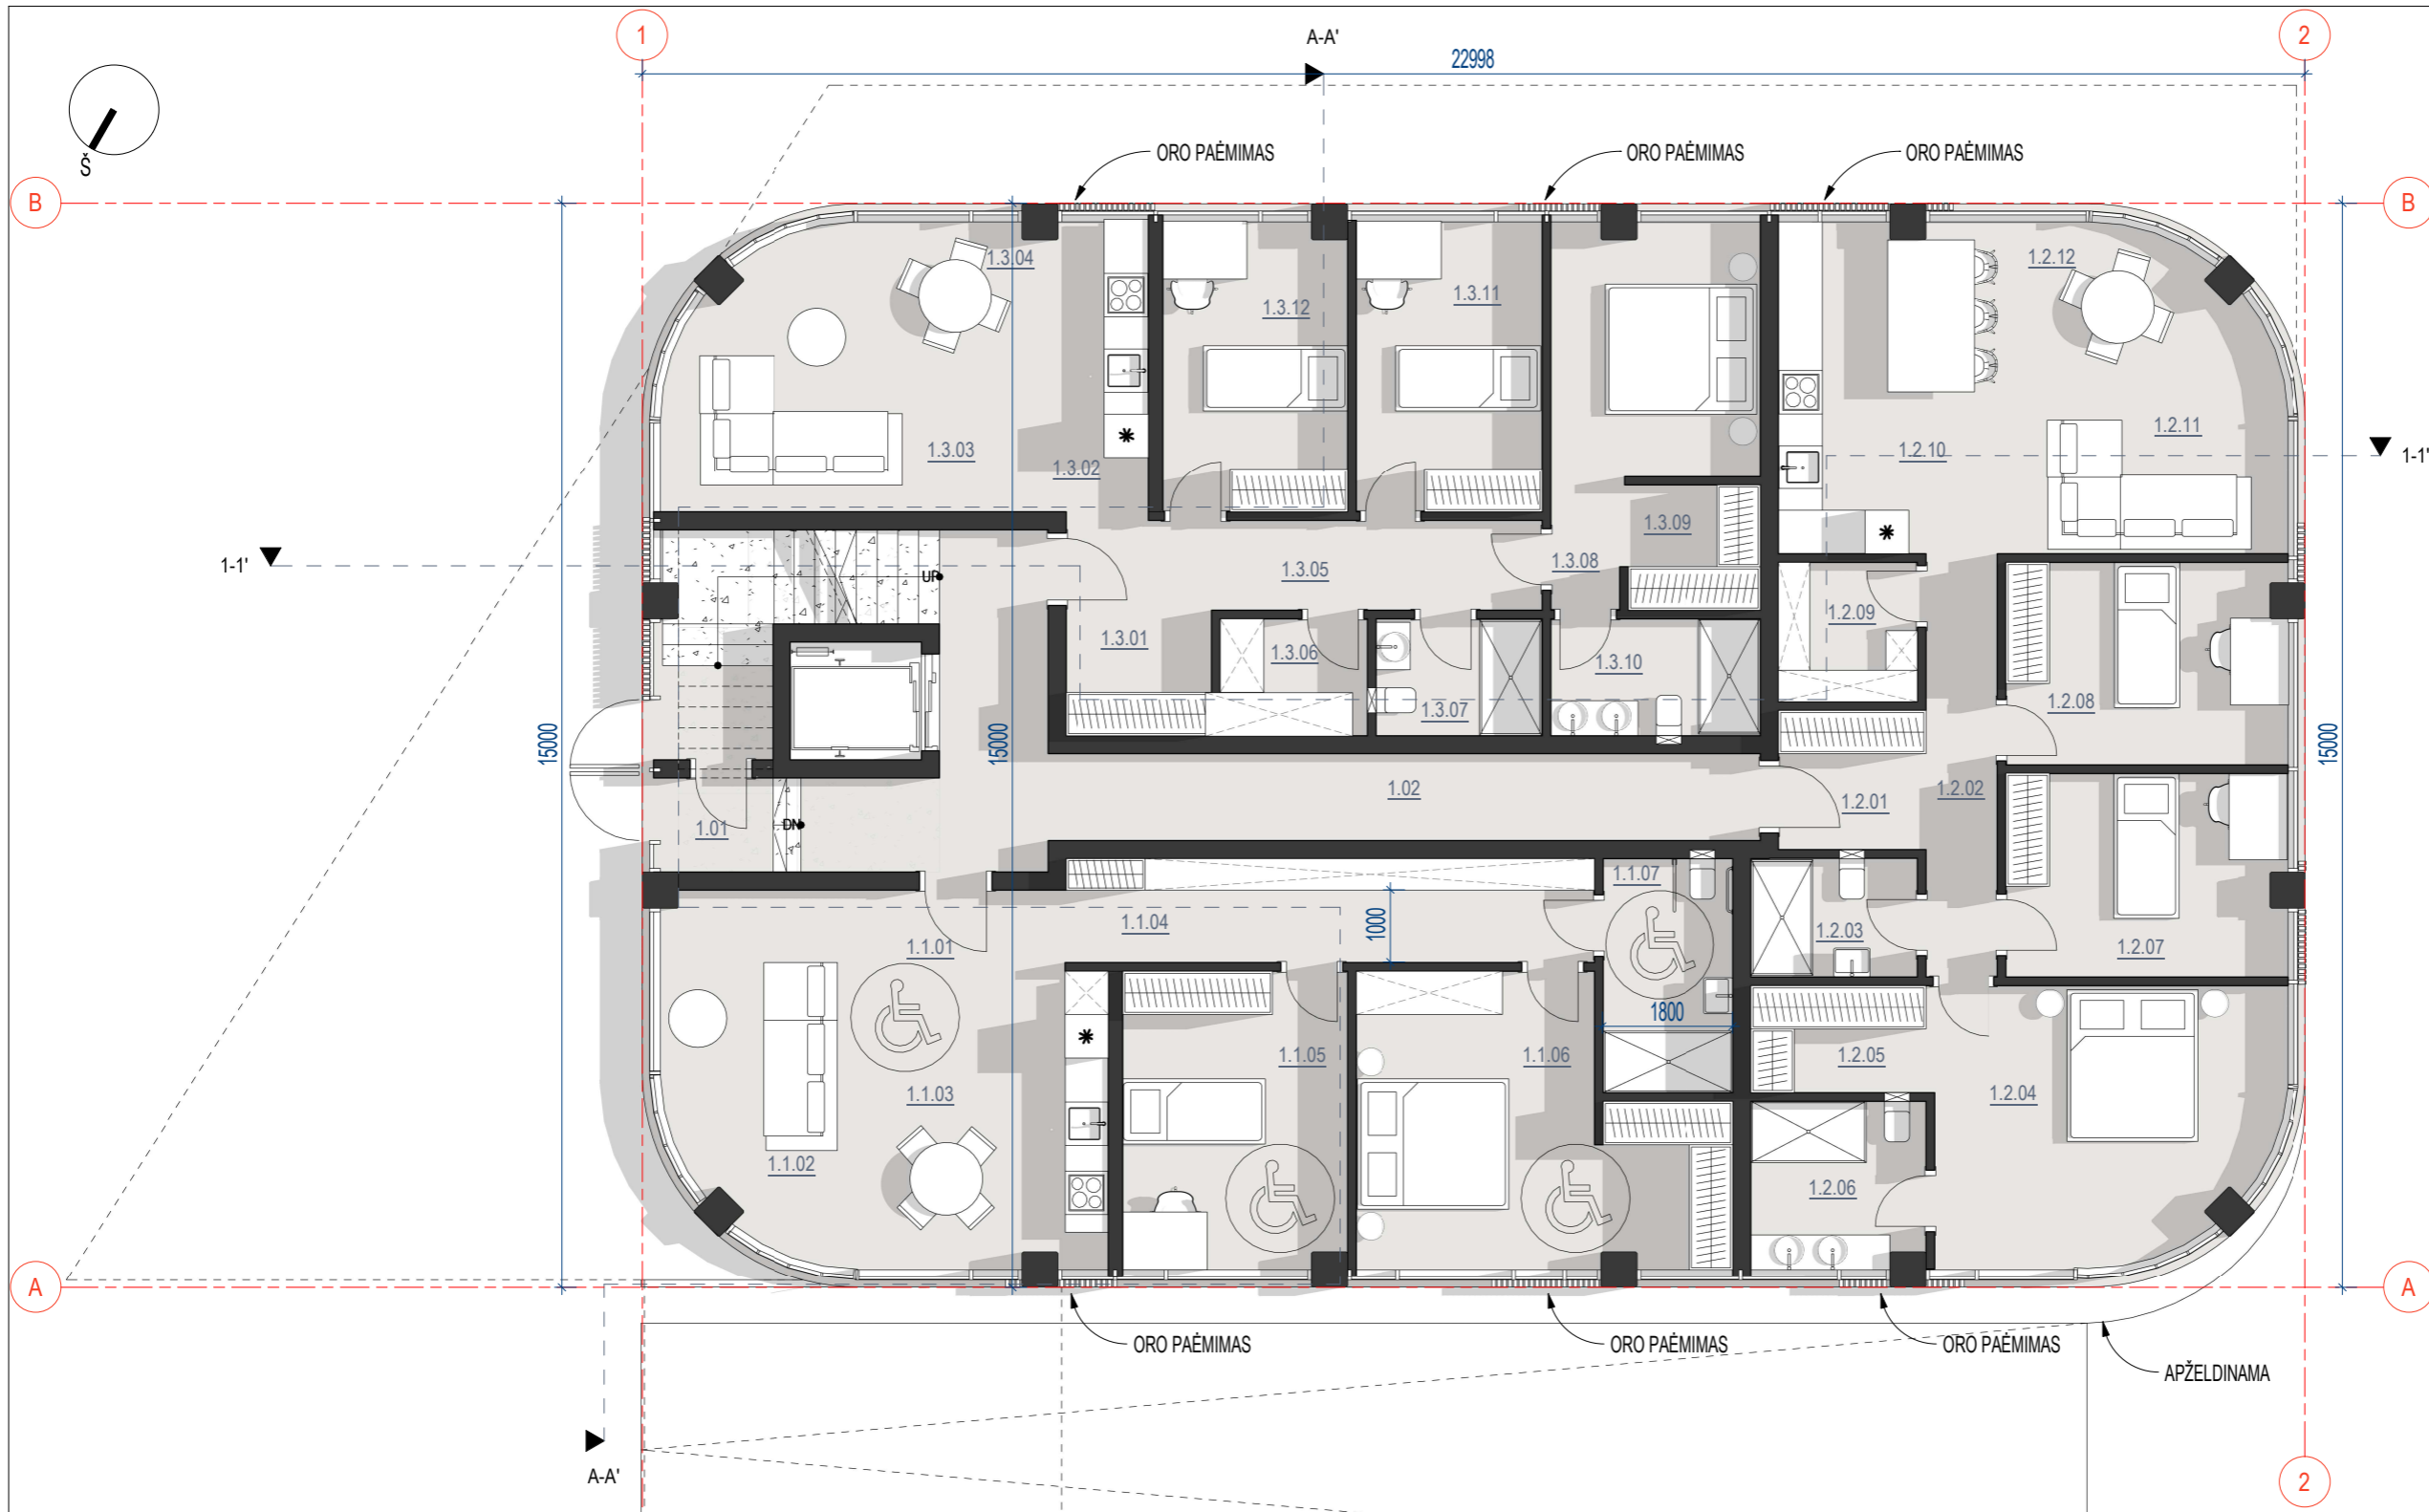 1
A-A'
22998
2
Š
ORO PAĖMIMAS
ORO PAĖMIMAS
ORO PAĖMIMAS
B
B
1.3.04
1.3.12
1.3.11
1.2.12
1.3.03
1.3.02
1.2.10
1.2.11
1-1'
1-1'
1.3.05
1.3.08
1.3.09
UP
1.3.01
1.3.06
1.3.10
1.2.09
1.3.07
1.2.08
15000
15000
15000
1.02
1.2.01
1.2.02
1.01
DN
1.1.07
1.1.01
1.1.04
1000
1.2.03
1.2.07
1800
1.1.03
1.1.05
1.1.06
1.2.05
1.2.04
1.1.02
1.2.06
A
A
ORO PAĖMIMAS
ORO PAĖMIMAS
ORO PAĖMIMAS
APŽELDINAMA
A-A'
2